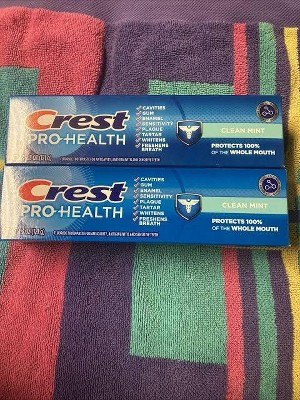 Crest
PRO-HEALTH
CAVITIES
GUM
ENAMEL
SENSITIVITY
PLAQUE
TARTAR
WHITENS
FRESHENS
BREATH
CLEAN MINT
PROTECTS 100%
OF THE WHOLE MOUTH
Crest
PRO-HEALTH
CAVITIES
GUM
ENAMEL
SENSITIVITY
PLAQUE
TARTAR
WHITENS
FRESHENS
BREATH
CLEAN MINT
PROTECTS 100%
OF THE WHOLE MOUTH